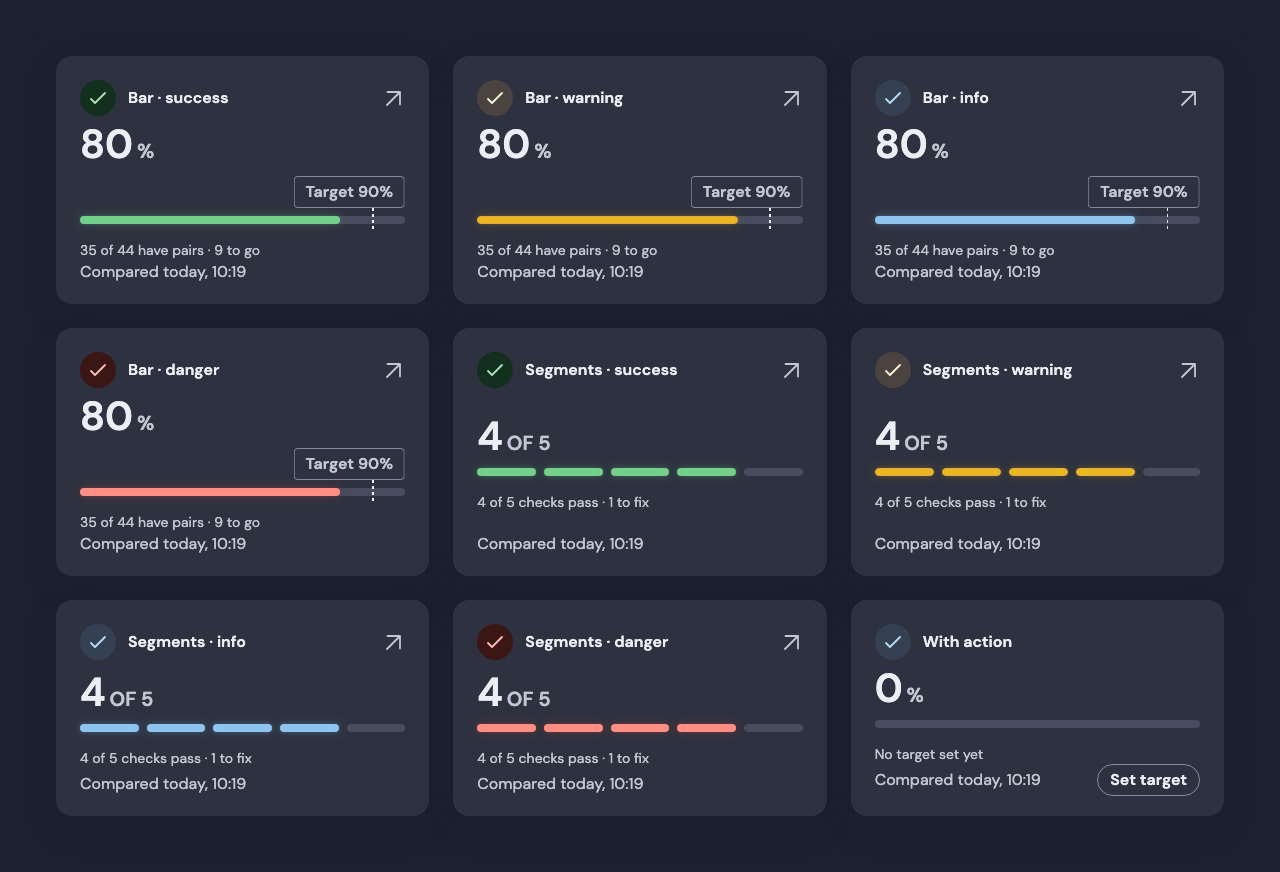 Bar · success
80 %
Target 90%
35 of 44 have pairs · 9 to go
Compared today, 10:19
Bar · warning
80 %
Target 90%
35 of 44 have pairs · 9 to go
Compared today, 10:19
Bar · info
80 %
Target 90%
35 of 44 have pairs · 9 to go
Compared today, 10:19
Bar · danger
80 %
Target 90%
35 of 44 have pairs · 9 to go
Compared today, 10:19
Segments · success
4 OF 5
4 of 5 checks pass · 1 to fix
Compared today, 10:19
Segments · warning
4 OF 5
4 of 5 checks pass · 1 to fix
Compared today, 10:19
Segments · info
4 OF 5
4 of 5 checks pass · 1 to fix
Compared today, 10:19
Segments · danger
4 OF 5
4 of 5 checks pass · 1 to fix
Compared today, 10:19
With action
0 %
No target set yet
Compared today, 10:19
Set target